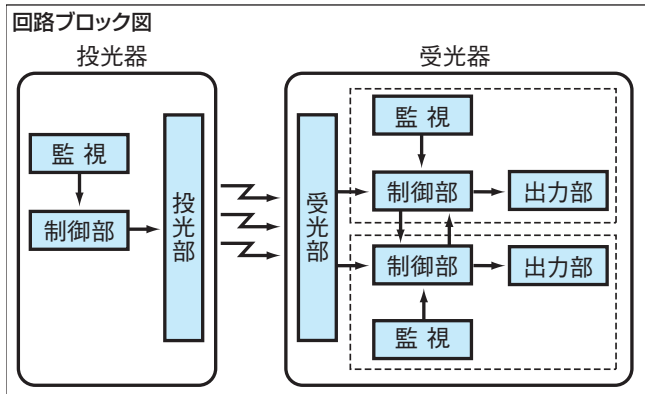 回路ブロック図
投光器
受光器
監 視
制御部
投光部
受光部
監 視
制御部
出力部
制御部
出力部
監 視